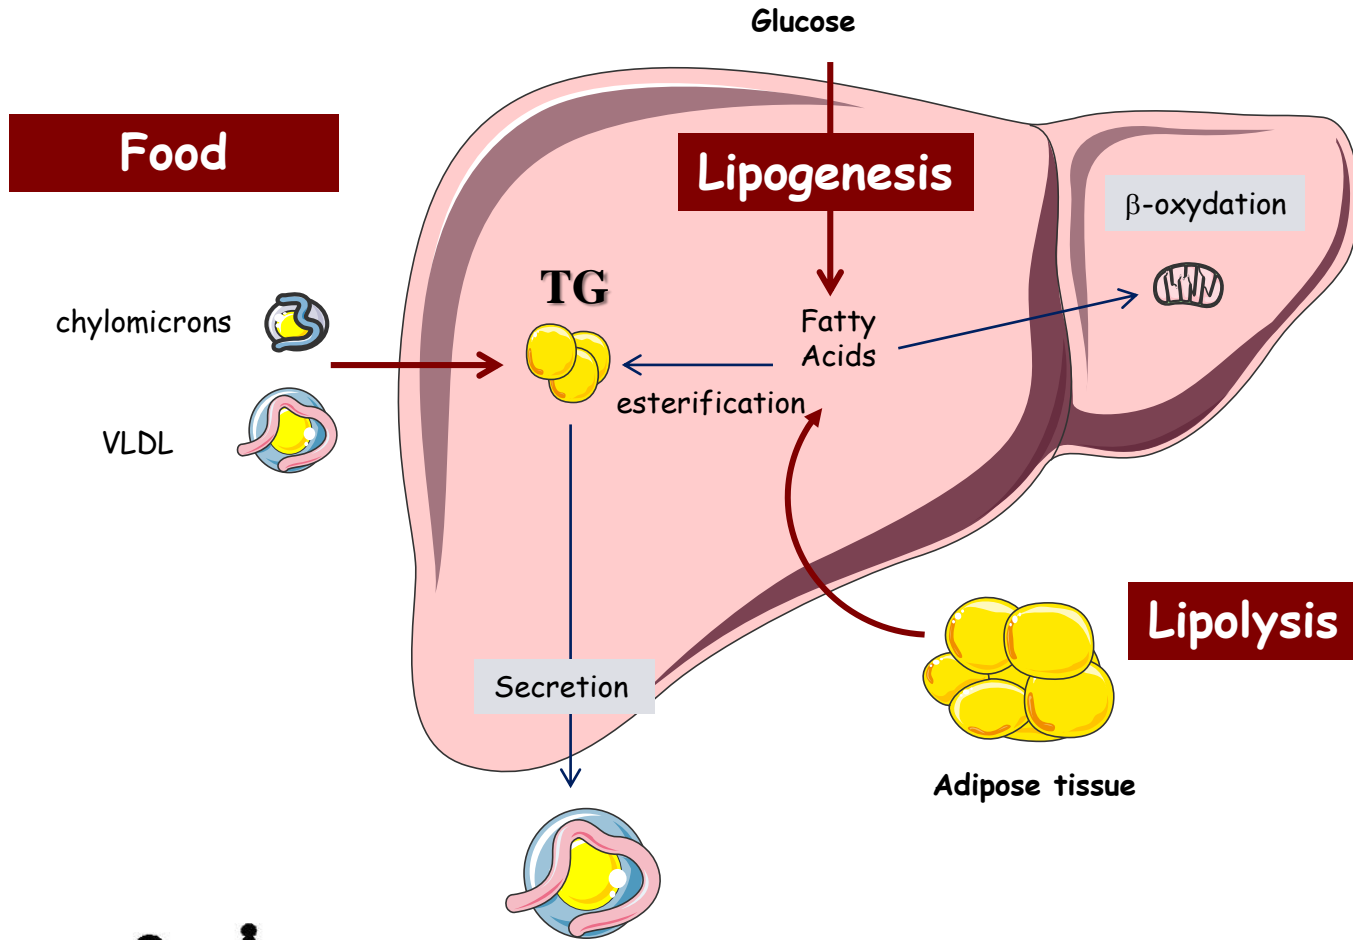 Glucose
Food
Lipogenesis
β-oxydation
TG
chylomicrons
Fatty
Acids
esterification
VLDL
Lipolysis
Secretion
Adipose tissue